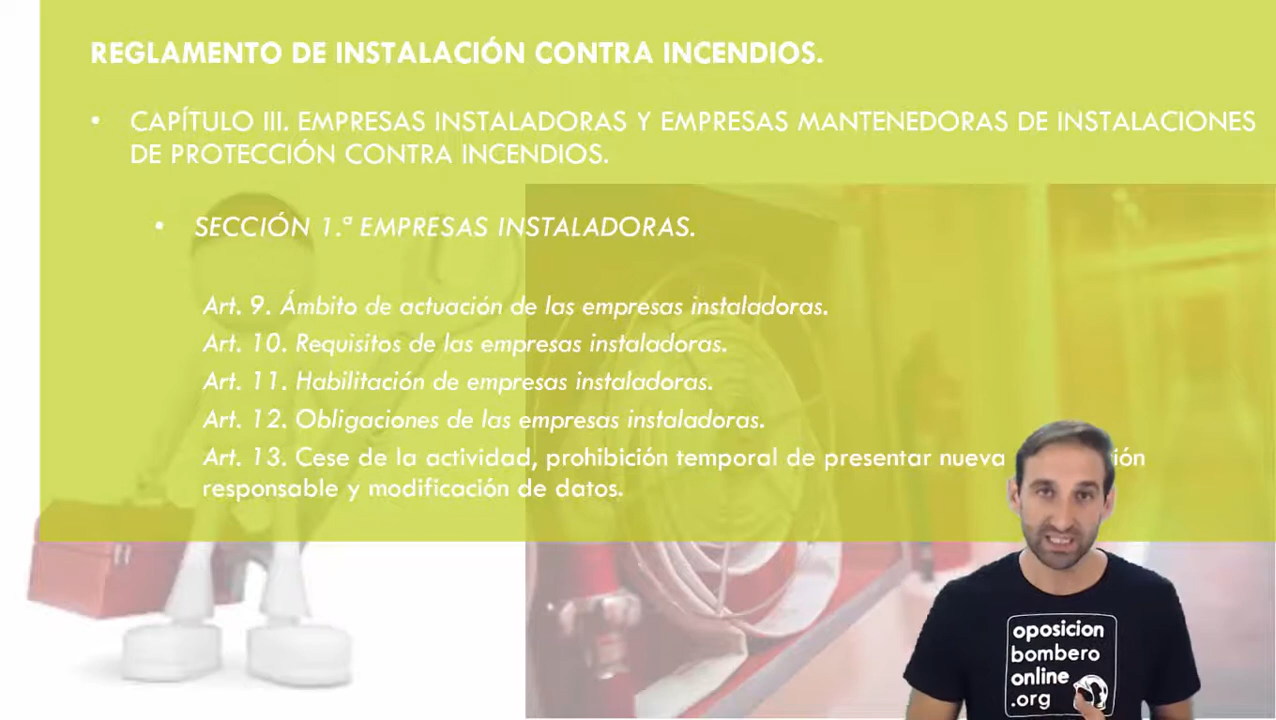 REGLAMENTO DE INSTALACIÓN CONTRA INCENDIOS.
• CAPÍTULO III. EMPRESAS INSTALADORAS Y EMPRESAS MANTENEDORAS DE INSTALACIONES
DE PROTECCIÓN CONTRA INCENDIOS.
• SECCIÓN 1.ª EMPRESAS INSTALADORAS.
Art. 9. Ámbito de actuación de las empresas instaladoras.
Art. 10. Requisitos de las empresas instaladoras.
Art. 11. Habilitación de empresas instaladoras.
Art. 12. Obligaciones de las empresas instaladoras.
Art. 13. Cese de la actividad, prohibición temporal de presentar nueva
responsable y modificación de datos.
oposicion
bombero
online
.org